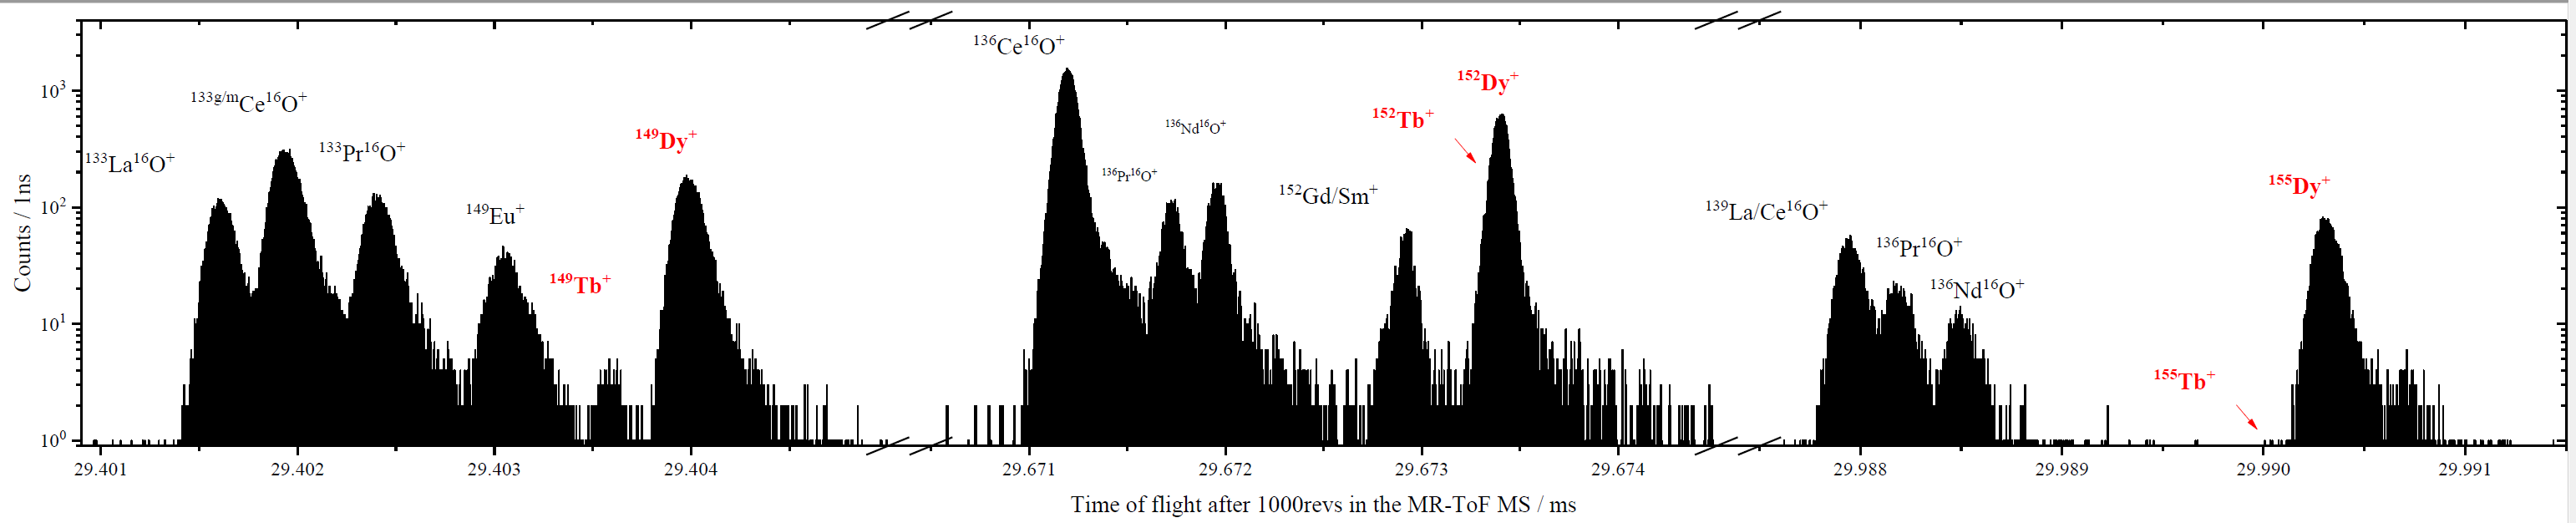 ¹³⁶Ce¹⁶O⁺
¹⁵²Dy⁺
10³
¹³³ᵍ/ᵐCe¹⁶O⁺
¹⁵²Tb⁺
¹³⁶Nd¹⁶O⁺
¹⁴⁹Dy⁺
¹³³Pr¹⁶O⁺
¹³³La¹⁶O⁺
¹³⁶Pr¹⁶O⁺
¹⁵²Gd/Sm⁺
¹⁵⁵Dy⁺
10²
¹⁴⁹Eu⁺
¹³⁹La/Ce¹⁶O⁺
¹³⁶Pr¹⁶O⁺
¹⁴⁹Tb⁺
¹³⁶Nd¹⁶O⁺
10¹
¹⁵⁵Tb⁺
10⁰
Counts / 1ns
29.401 29.402 29.403 29.404 29.671 29.672 29.673 29.674 29.988 29.989 29.990 29.991
Time of flight after 1000revs in the MR-ToF MS / ms